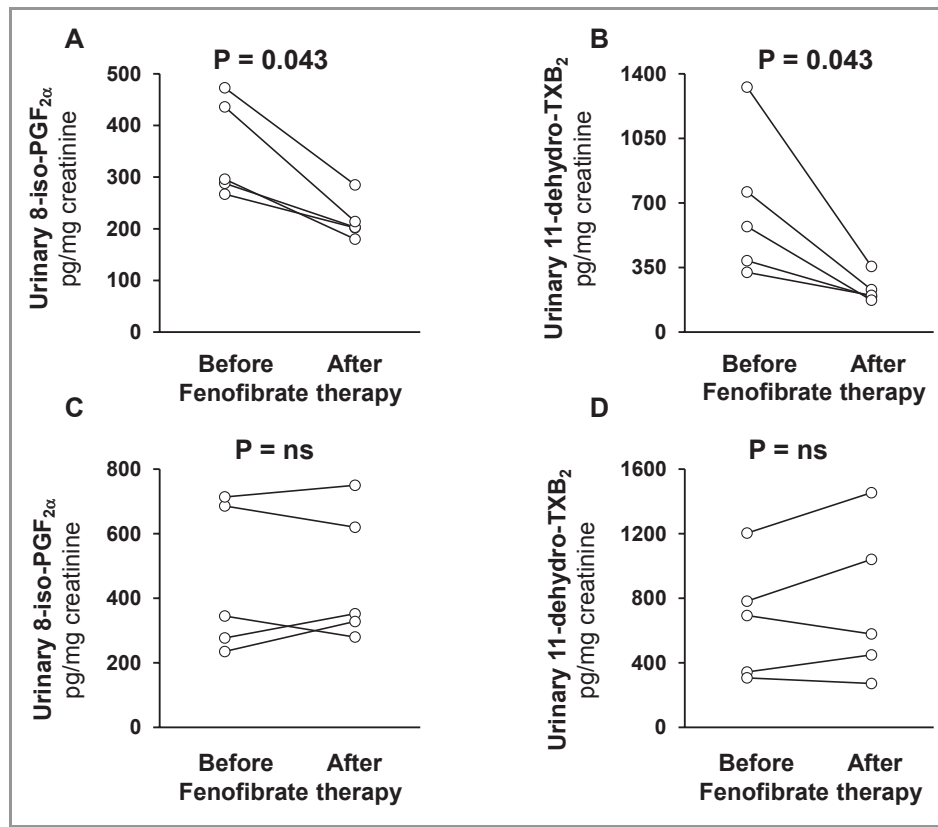 A
P = 0.043
Urinary 8-iso-PGF2α
pg/mg creatinine
500
400
300
200
100
0
Before After
Fenofibrate therapy
B
P = 0.043
Urinary 11-dehydro-TXB2
pg/mg creatinine
1400
1050
700
350
0
Before After
Fenofibrate therapy
C
P = ns
Urinary 8-iso-PGF2α
pg/mg creatinine
800
600
400
200
0
Before After
Fenofibrate therapy
D
P = ns
Urinary 11-dehydro-TXB2
pg/mg creatinine
1600
1200
800
400
0
Before After
Fenofibrate therapy